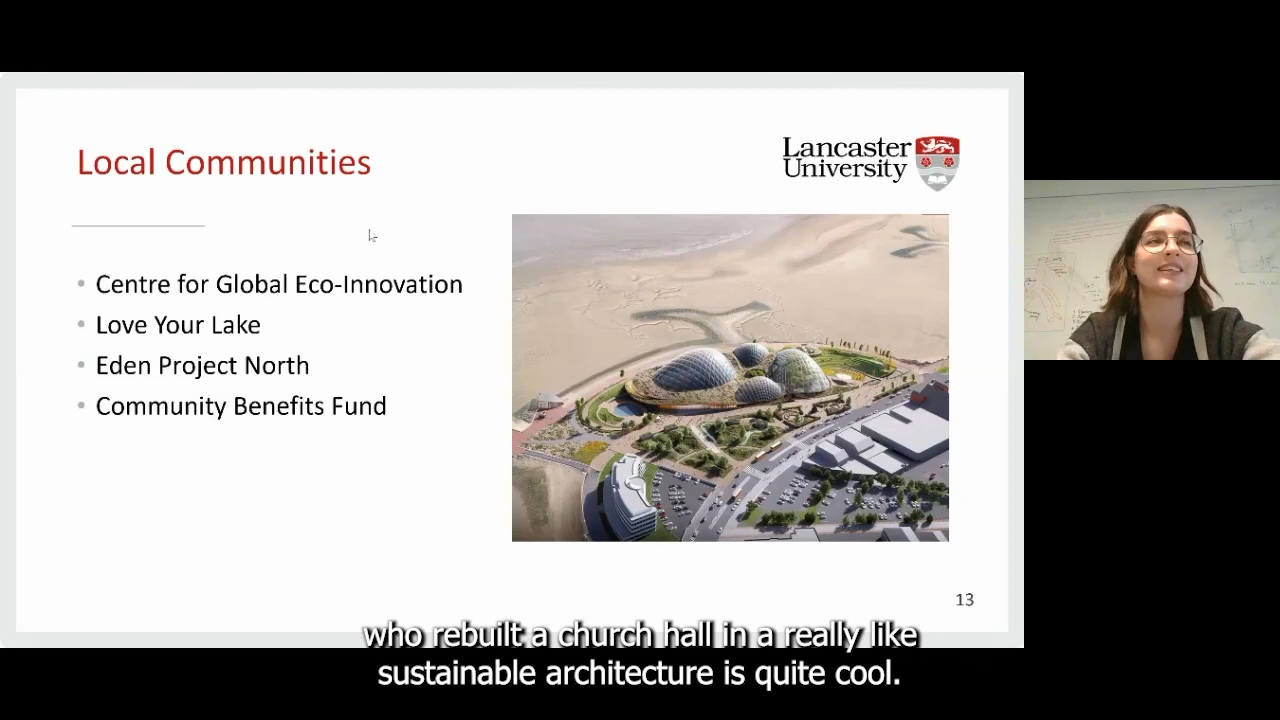 Local Communities
Lancaster
University
Centre for Global Eco-Innovation
Love Your Lake
Eden Project North
Community Benefits Fund
13
who rebuilt a church hall in a really like
sustainable architecture is quite cool.